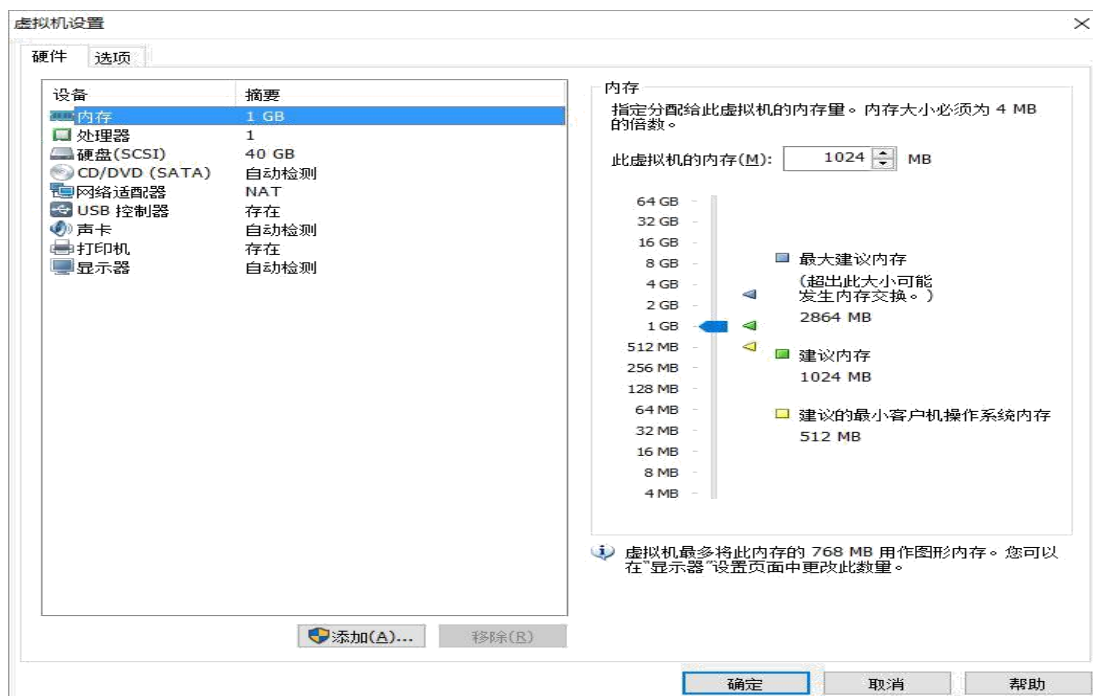 虚拟机设置
硬件 选项
设备 摘要
内存 1 GB
处理器 1
硬盘(SCSI) 40 GB
CD/DVD (SATA) 自动检测
网络适配器 NAT
USB 控制器 存在
声卡 自动检测
打印机 存在
显示器 自动检测
添加(A)... 移除(R)
内存
指定分配给此虚拟机的内存量。内存大小必须为 4 MB
的倍数。
此虚拟机的内存(M): 1024 MB
64 GB
32 GB
16 GB
8 GB
4 GB
2 GB
1 GB
512 MB
256 MB
128 MB
64 MB
32 MB
16 MB
8 MB
4 MB
最大建议内存
(超出此大小可能
发生内存交换。)
2864 MB
建议内存
1024 MB
建议的最小客户机操作系统内存
512 MB
虚拟机最多将此内存的 768 MB 用作图形内存。您可以
在"显示器"设置页面中更改此数量。
确定 取消 帮助